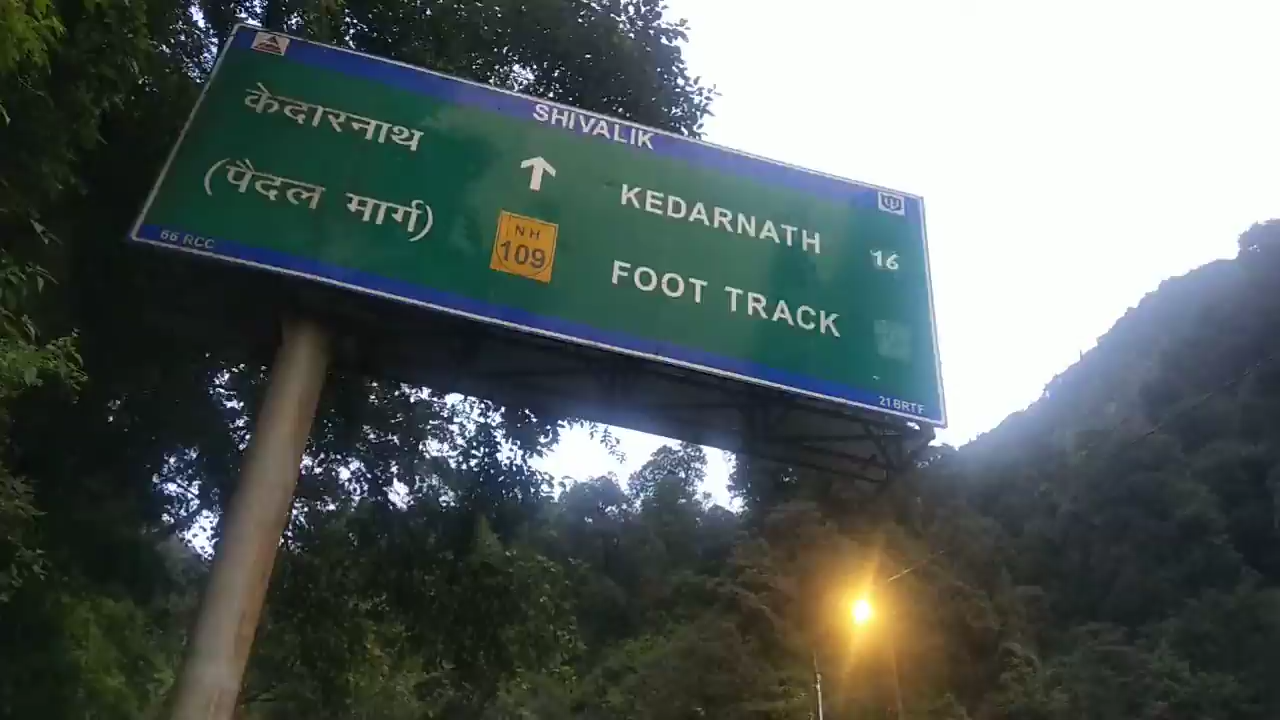 SHIVALIK
केदारनाथ
(पैदल मार्ग)
↑
NH
109
KEDARNATH 16
FOOT TRACK
66 RCC
21 BRTF